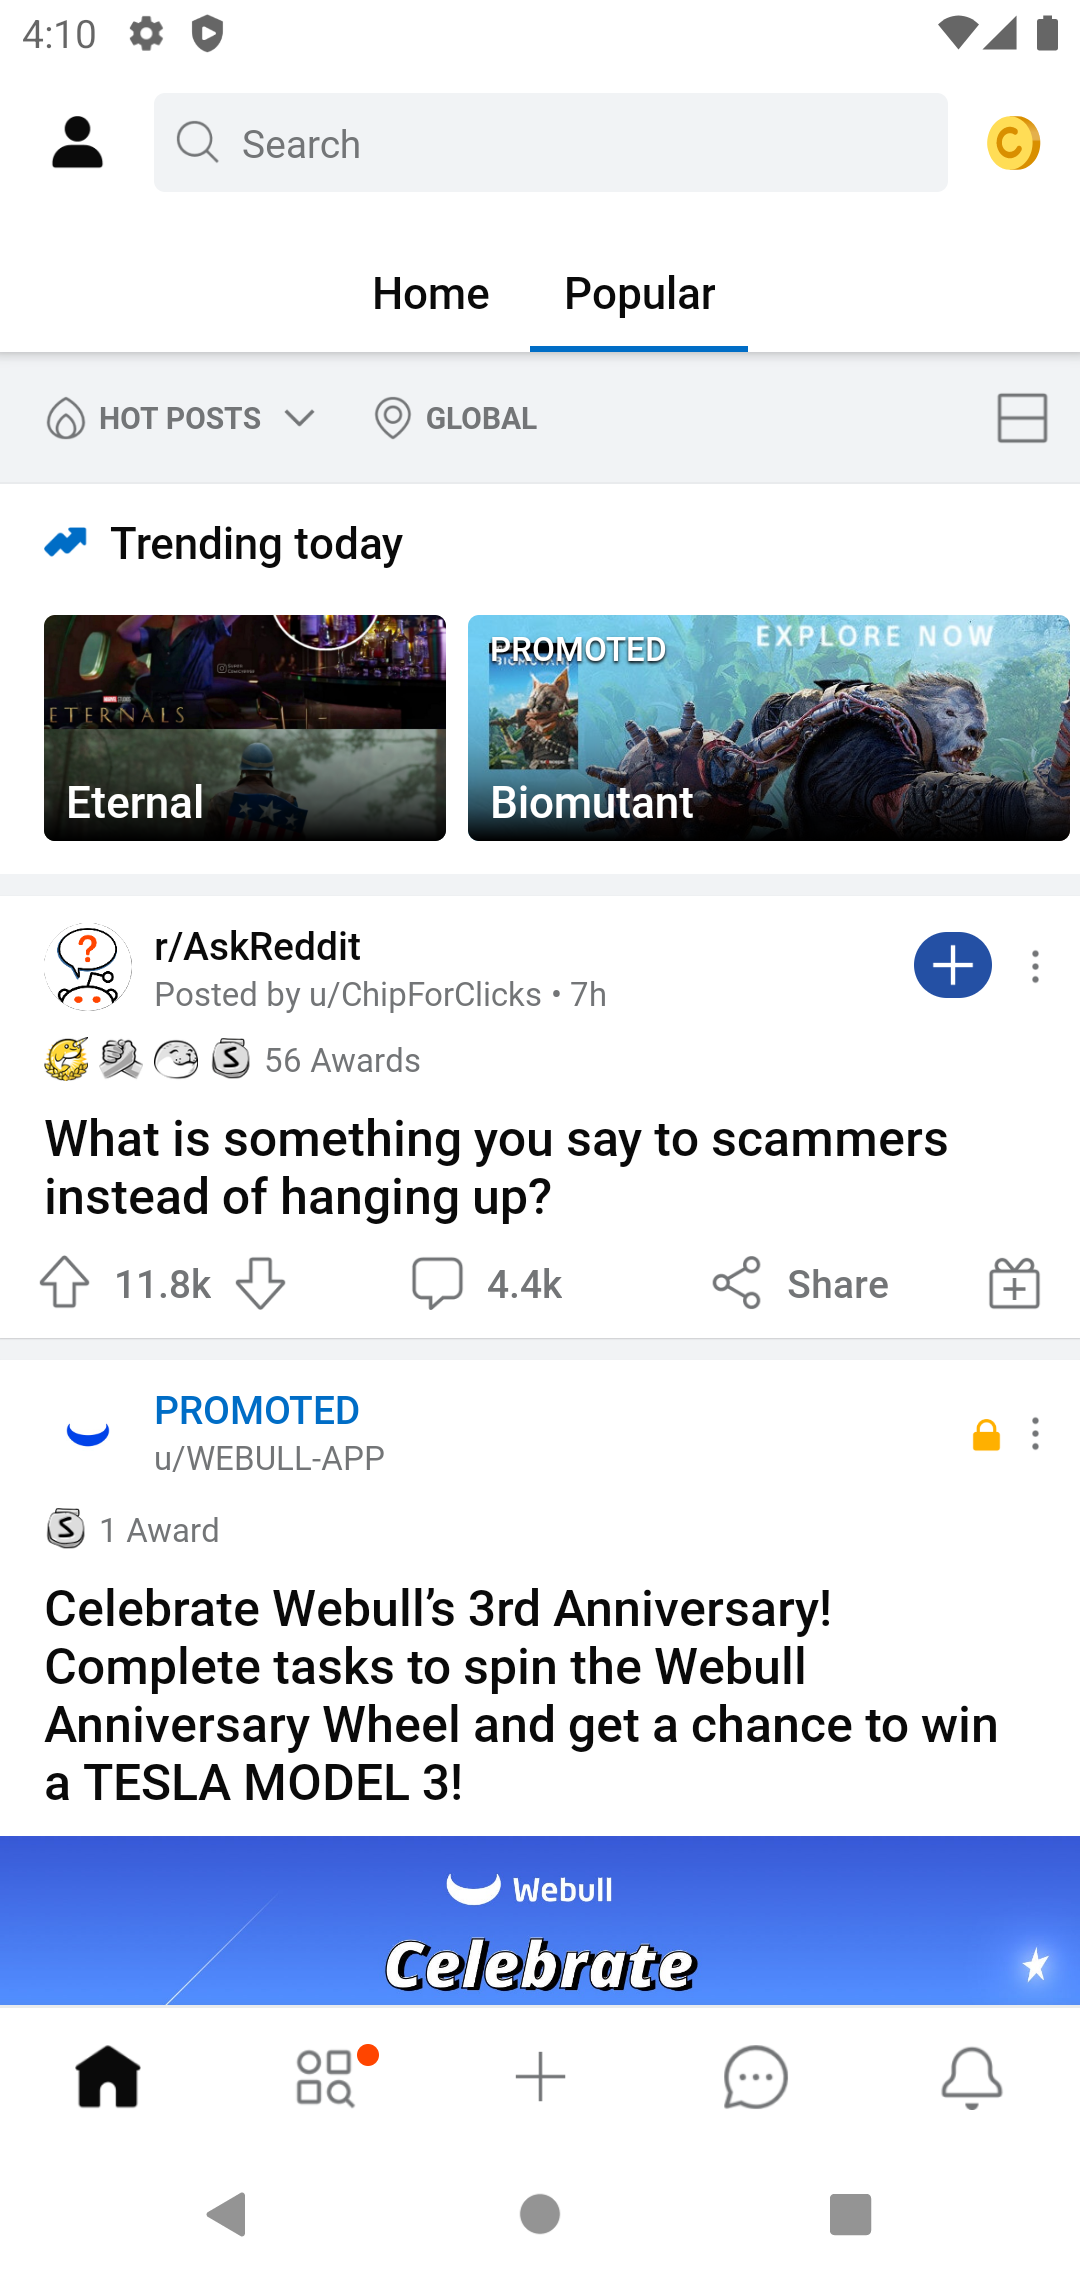 4:10
Search
Home Popular
HOT POSTS GLOBAL
Trending today
ETERNALS
Eternal
PROMOTED
EXPLORE NOW
BIOMUTANT
Biomutant
r/AskReddit
Posted by u/ChipForClicks • 7h
56 Awards
What is something you say to scammers
instead of hanging up?
11.8k 4.4k Share
PROMOTED
u/WEBULL-APP
1 Award
Celebrate Webull’s 3rd Anniversary!
Complete tasks to spin the Webull
Anniversary Wheel and get a chance to win
a TESLA MODEL 3!
Webull
Celebrate